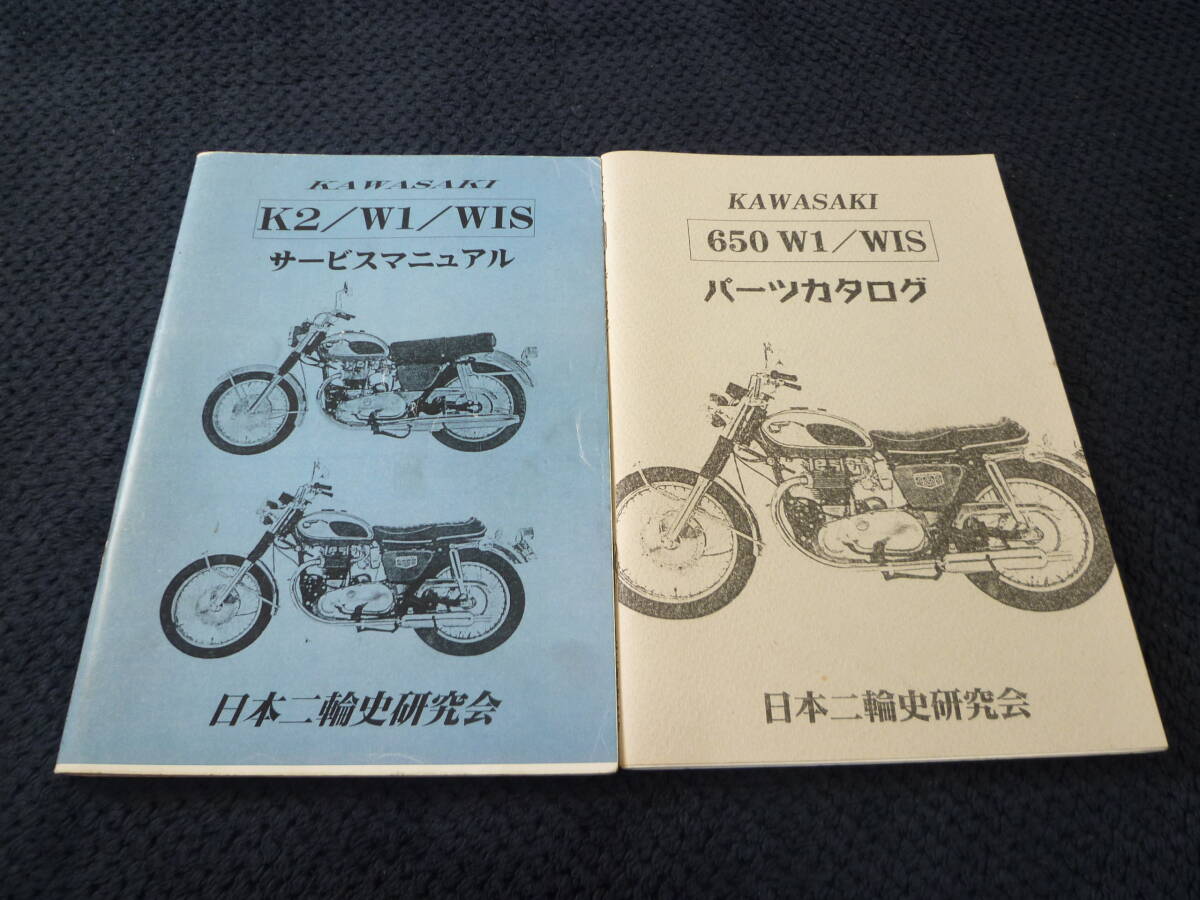 KAWASAKI
K2/W1/WIS
サービスマニュアル
日本二輪史研究会
KAWASAKI
650 W1/WIS
パーツカタログ
日本二輪史研究会